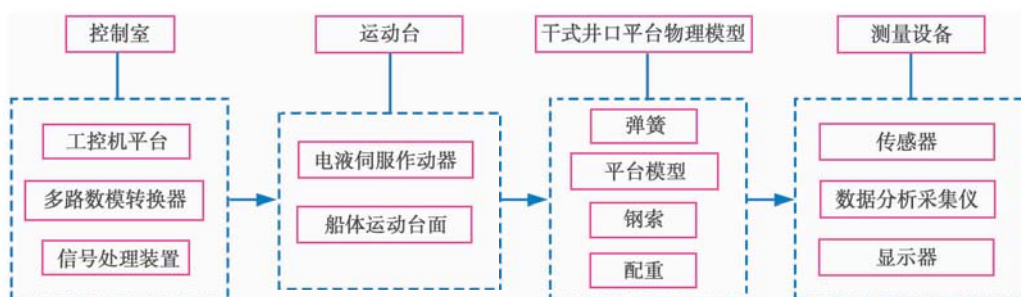 控制室
运动台
干式井口平台物理模型
测量设备
工控机平台
多路数模转换器
信号处理装置
电液伺服作动器
船体运动台面
弹簧
平台模型
钢索
配重
传感器
数据分析采集仪
显示器